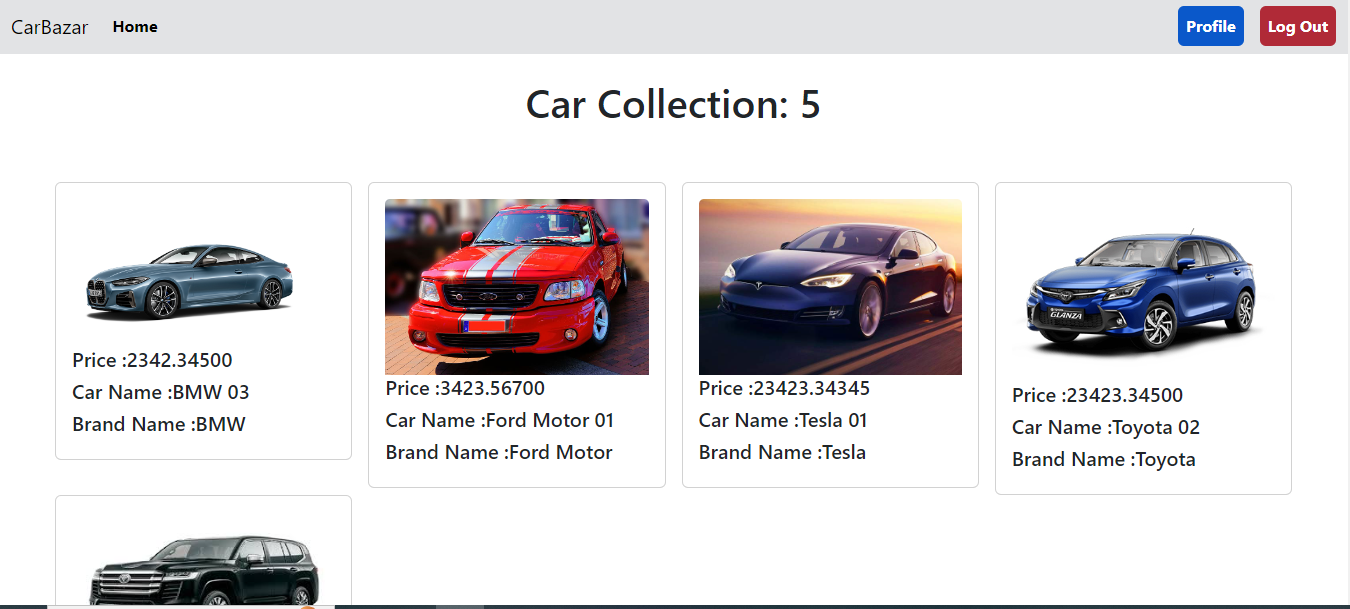 CarBazar Home Profile Log Out
Car Collection: 5
Price :2342.34500
Car Name :BMW 03
Brand Name :BMW
Price :3423.56700
Car Name :Ford Motor 01
Brand Name :Ford Motor
Price :23423.34345
Car Name :Tesla 01
Brand Name :Tesla
GLANZA
Price :23423.34500
Car Name :Toyota 02
Brand Name :Toyota